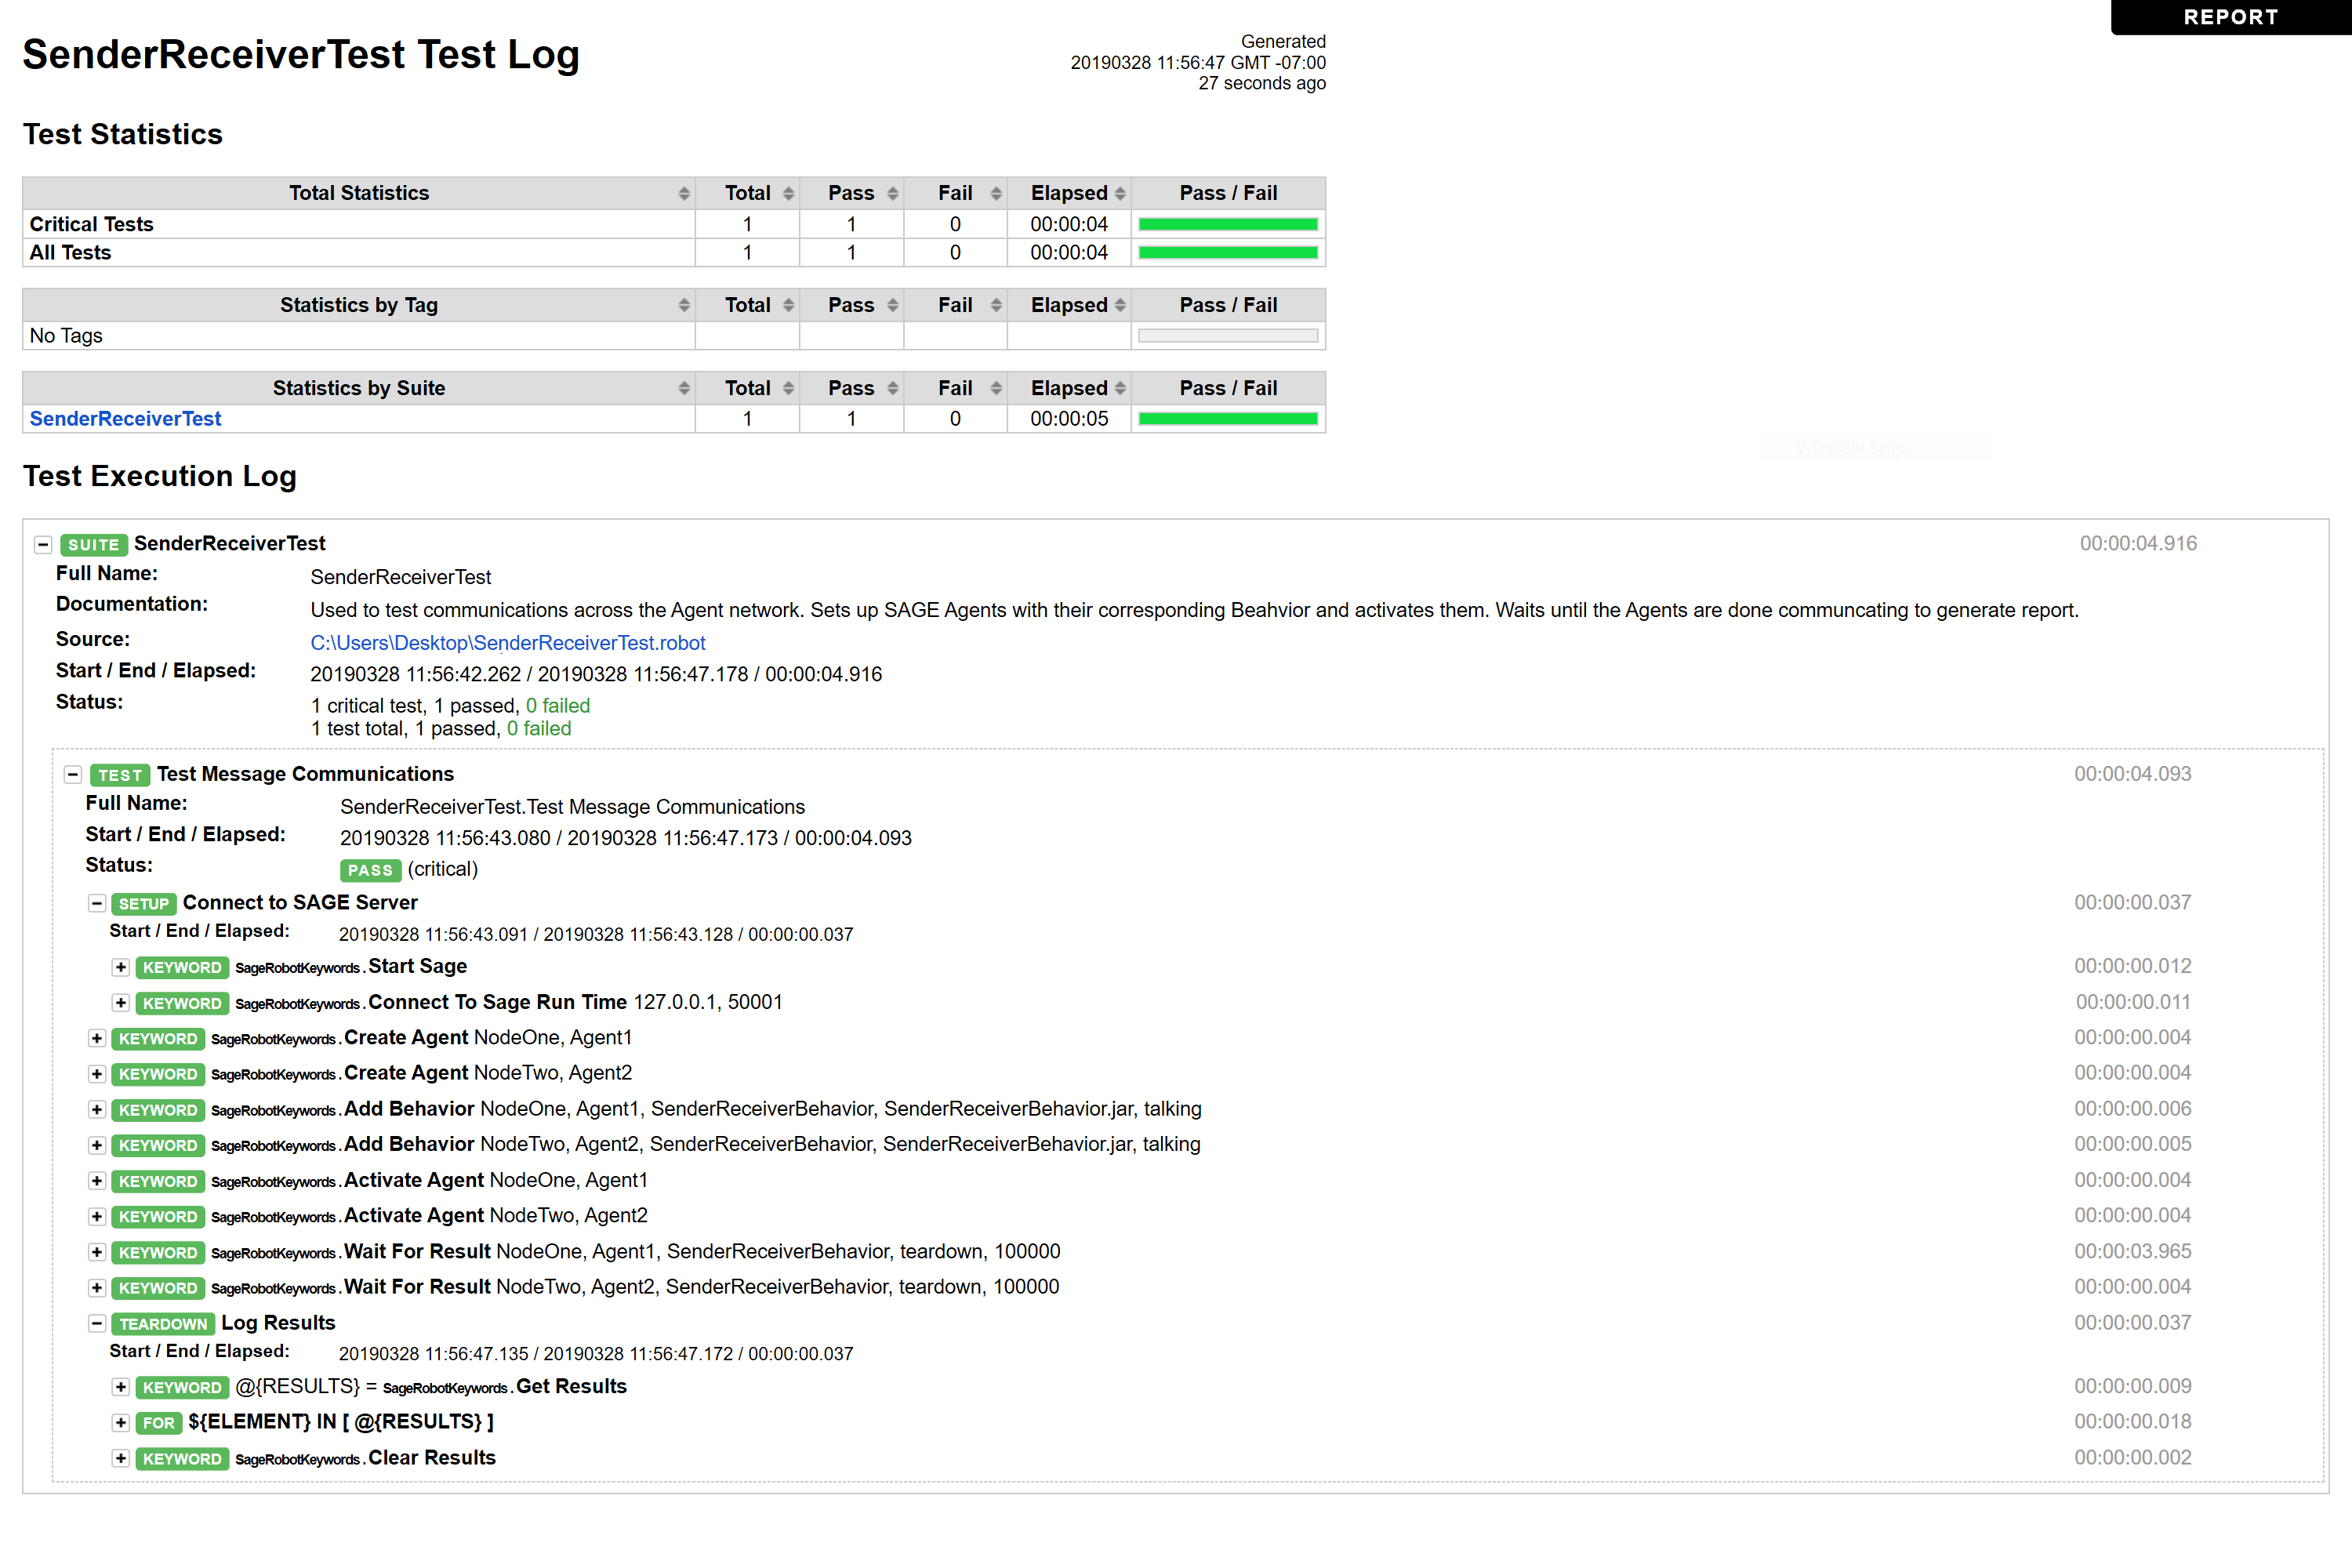 REPORT
SenderReceiverTest Test Log
Generated
20190328 11:56:47 GMT -07:00
27 seconds ago
Test Statistics
Total Statistics Total Pass Fail Elapsed Pass / Fail
Critical Tests 1 1 0 00:00:04
All Tests 1 1 0 00:00:04
Statistics by Tag Total Pass Fail Elapsed Pass / Fail
No Tags
Statistics by Suite Total Pass Fail Elapsed Pass / Fail
SenderReceiverTest 1 1 0 00:00:05
Window Snip
Test Execution Log
SUITE SenderReceiverTest 00:00:04.916
Full Name: SenderReceiverTest
Documentation: Used to test communications across the Agent network. Sets up SAGE Agents with their corresponding Beahvior and activates them. Waits until the Agents are done communcating to generate report.
Source: C:\Users\Desktop\SenderReceiverTest.robot
Start / End / Elapsed: 20190328 11:56:42.262 / 20190328 11:56:47.178 / 00:00:04.916
Status: 1 critical test, 1 passed, 0 failed
1 test total, 1 passed, 0 failed
TEST Test Message Communications 00:00:04.093
Full Name: SenderReceiverTest.Test Message Communications
Start / End / Elapsed: 20190328 11:56:43.080 / 20190328 11:56:47.173 / 00:00:04.093
Status: PASS (critical)
SETUP Connect to SAGE Server 00:00:00.037
Start / End / Elapsed: 20190328 11:56:43.091 / 20190328 11:56:43.128 / 00:00:00.037
KEYWORD SageRobotKeywords.Start Sage 00:00:00.012
KEYWORD SageRobotKeywords.Connect To Sage Run Time 127.0.0.1, 50001 00:00:00.011
KEYWORD SageRobotKeywords.Create Agent NodeOne, Agent1 00:00:00.004
KEYWORD SageRobotKeywords.Create Agent NodeTwo, Agent2 00:00:00.004
KEYWORD SageRobotKeywords.Add Behavior NodeOne, Agent1, SenderReceiverBehavior, SenderReceiverBehavior.jar, talking 00:00:00.006
KEYWORD SageRobotKeywords.Add Behavior NodeTwo, Agent2, SenderReceiverBehavior, SenderReceiverBehavior.jar, talking 00:00:00.005
KEYWORD SageRobotKeywords.Activate Agent NodeOne, Agent1 00:00:00.004
KEYWORD SageRobotKeywords.Activate Agent NodeTwo, Agent2 00:00:00.004
KEYWORD SageRobotKeywords.Wait For Result NodeOne, Agent1, SenderReceiverBehavior, teardown, 100000 00:00:03.965
KEYWORD SageRobotKeywords.Wait For Result NodeTwo, Agent2, SenderReceiverBehavior, teardown, 100000 00:00:00.004
TEARDOWN Log Results 00:00:00.037
Start / End / Elapsed: 20190328 11:56:47.135 / 20190328 11:56:47.172 / 00:00:00.037
KEYWORD @{RESULTS} = SageRobotKeywords.Get Results 00:00:00.009
FOR ${ELEMENT} IN [ @{RESULTS} ] 00:00:00.018
KEYWORD SageRobotKeywords.Clear Results 00:00:00.002